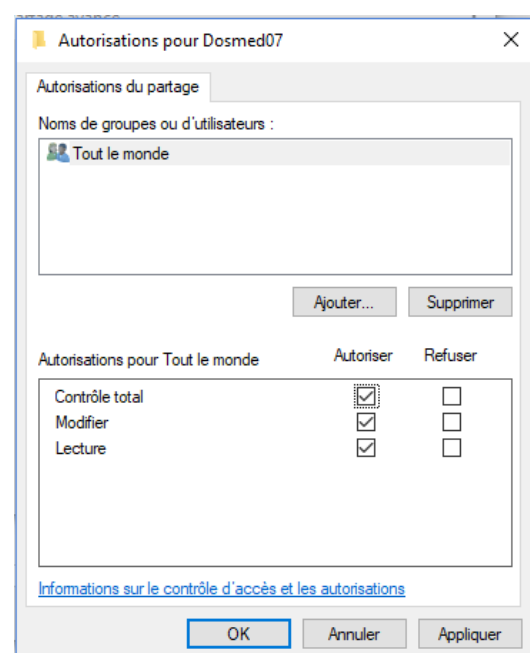 Autorisations pour Dosmed07
Autorisations du partage
Noms de groupes ou d'utilisateurs :
Tout le monde
Ajouter...
Supprimer
Autorisations pour Tout le monde
Autoriser
Refuser
Contrôle total
Modifier
Lecture
Informations sur le contrôle d'accès et les autorisations
OK
Annuler
Appliquer